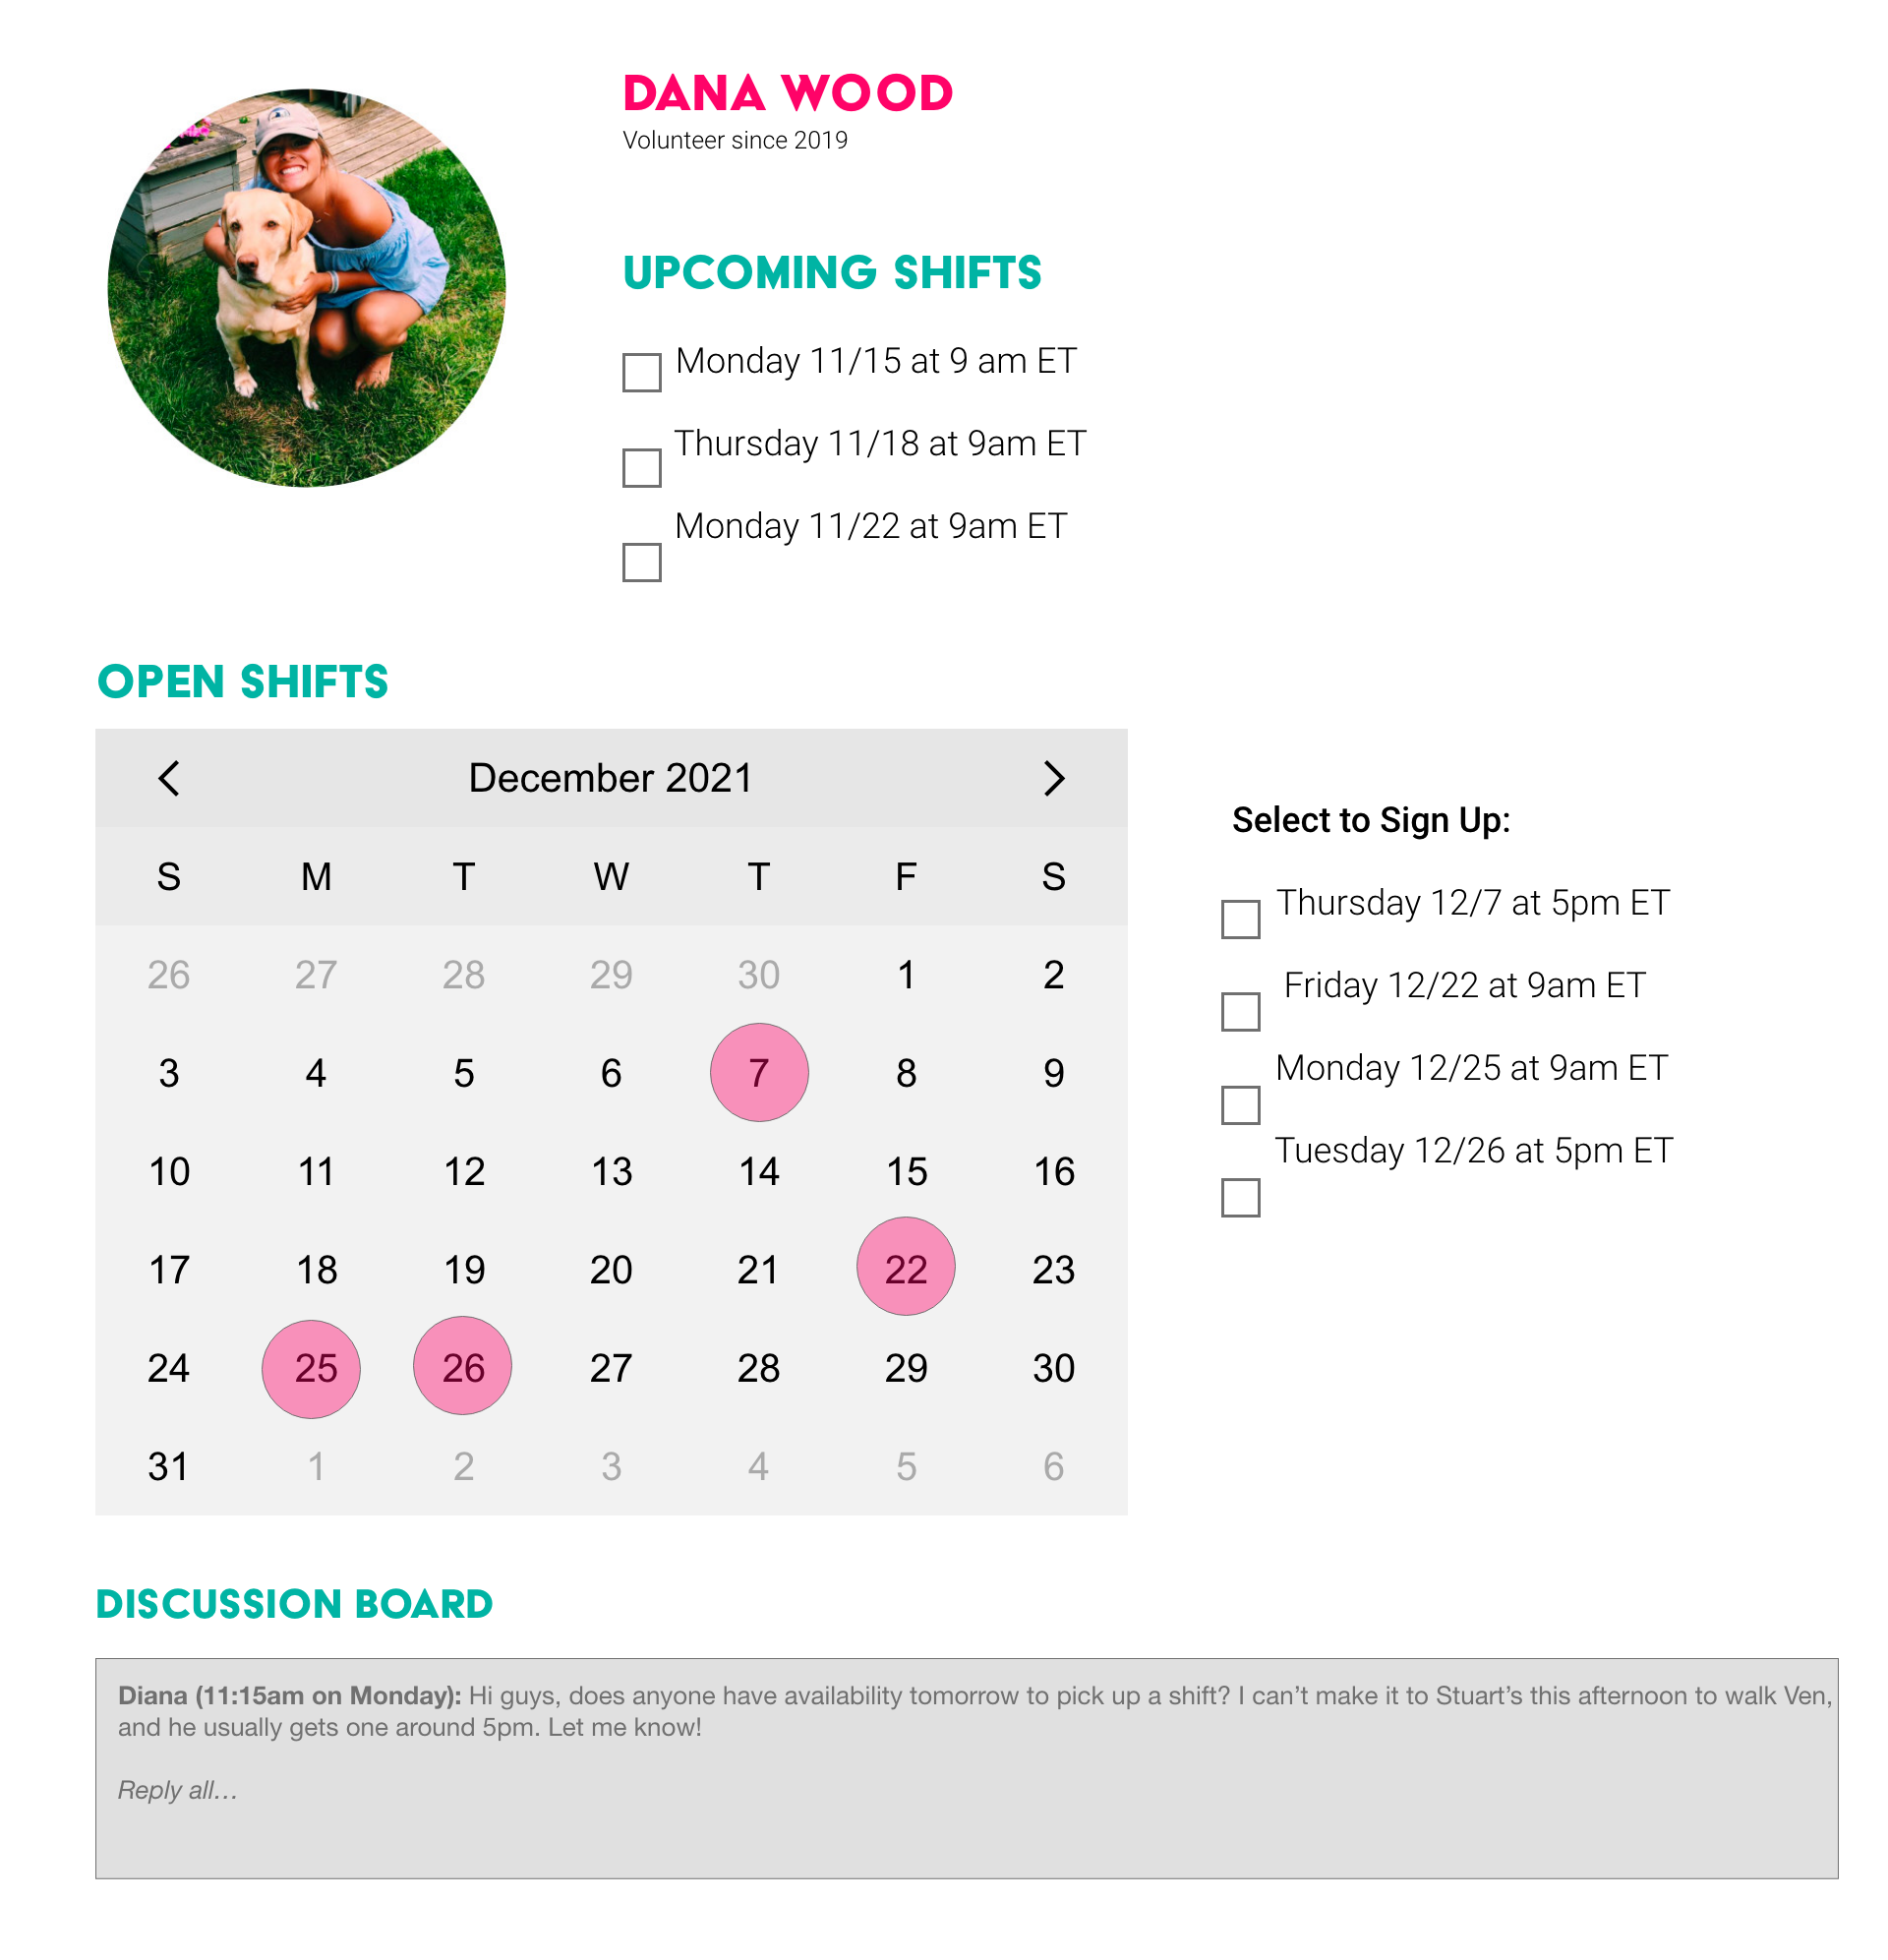 DANA WOOD
Volunteer since 2019
UPCOMING SHIFTS
Monday 11/15 at 9 am ET
Thursday 11/18 at 9am ET
Monday 11/22 at 9am ET
OPEN SHIFTS
December 2021
S M T W T F S
26 27 28 29 30 1 2
3 4 5 6 7 8 9
10 11 12 13 14 15 16
17 18 19 20 21 22 23
24 25 26 27 28 29 30
31 1 2 3 4 5 6
Select to Sign Up:
Thursday 12/7 at 5pm ET
Friday 12/22 at 9am ET
Monday 12/25 at 9am ET
Tuesday 12/26 at 5pm ET
DISCUSSION BOARD
Diana (11:15am on Monday): Hi guys, does anyone have availability tomorrow to pick up a shift? I can’t make it to Stuart’s this afternoon to walk Ven,
and he usually gets one around 5pm. Let me know!
Reply all…